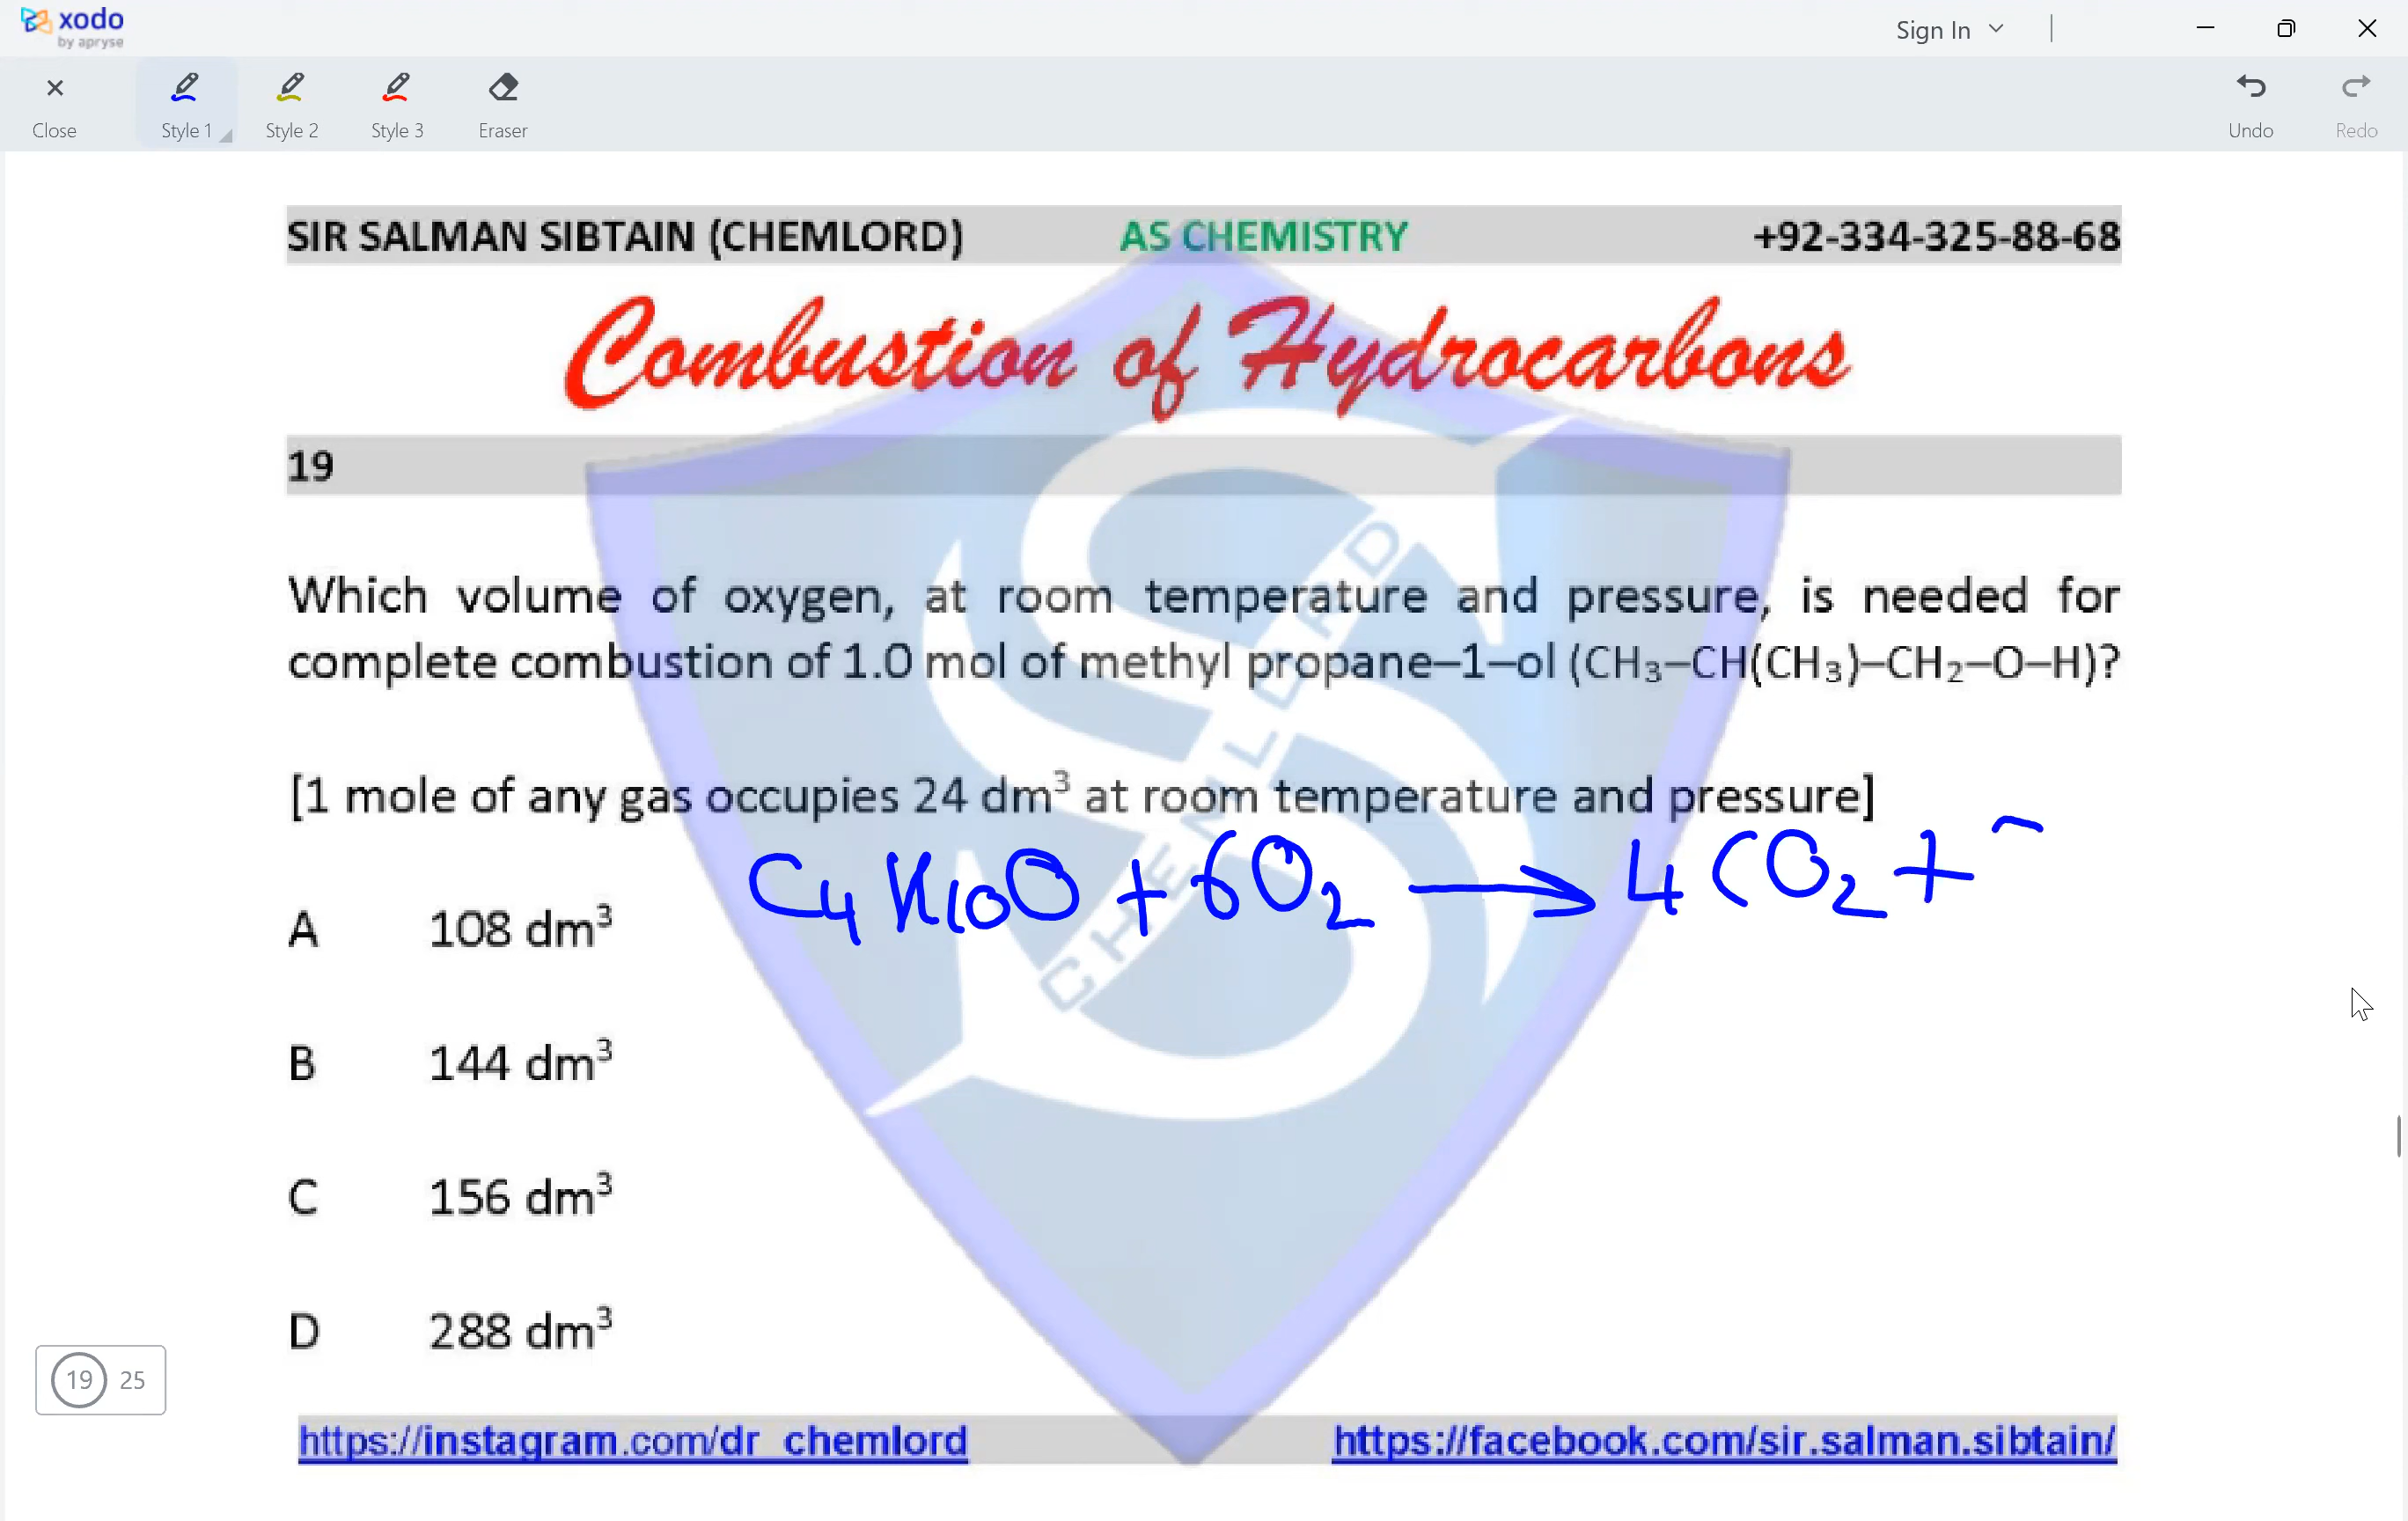 xodo
by apryse
Sign In
Close
Style 1
Style 2
Style 3
Eraser
Undo
Redo
SIR SALMAN SIBTAIN (CHEMLORD) AS CHEMISTRY +92-334-325-88-68
Combustion of Hydrocarbons
19
Which volume of oxygen, at room temperature and pressure, is needed for
complete combustion of 1.0 mol of methyl propane–1–ol (CH₃–CH(CH₃)–CH₂–O–H)?
[1 mole of any gas occupies 24 dm³ at room temperature and pressure]
C₄H₁₀O + 6O₂ → 4CO₂ +
A 108 dm³
B 144 dm³
C 156 dm³
D 288 dm³
CHEMLORD
19 25
https://instagram.com/dr_chemlord https://facebook.com/sir.salman.sibtain/